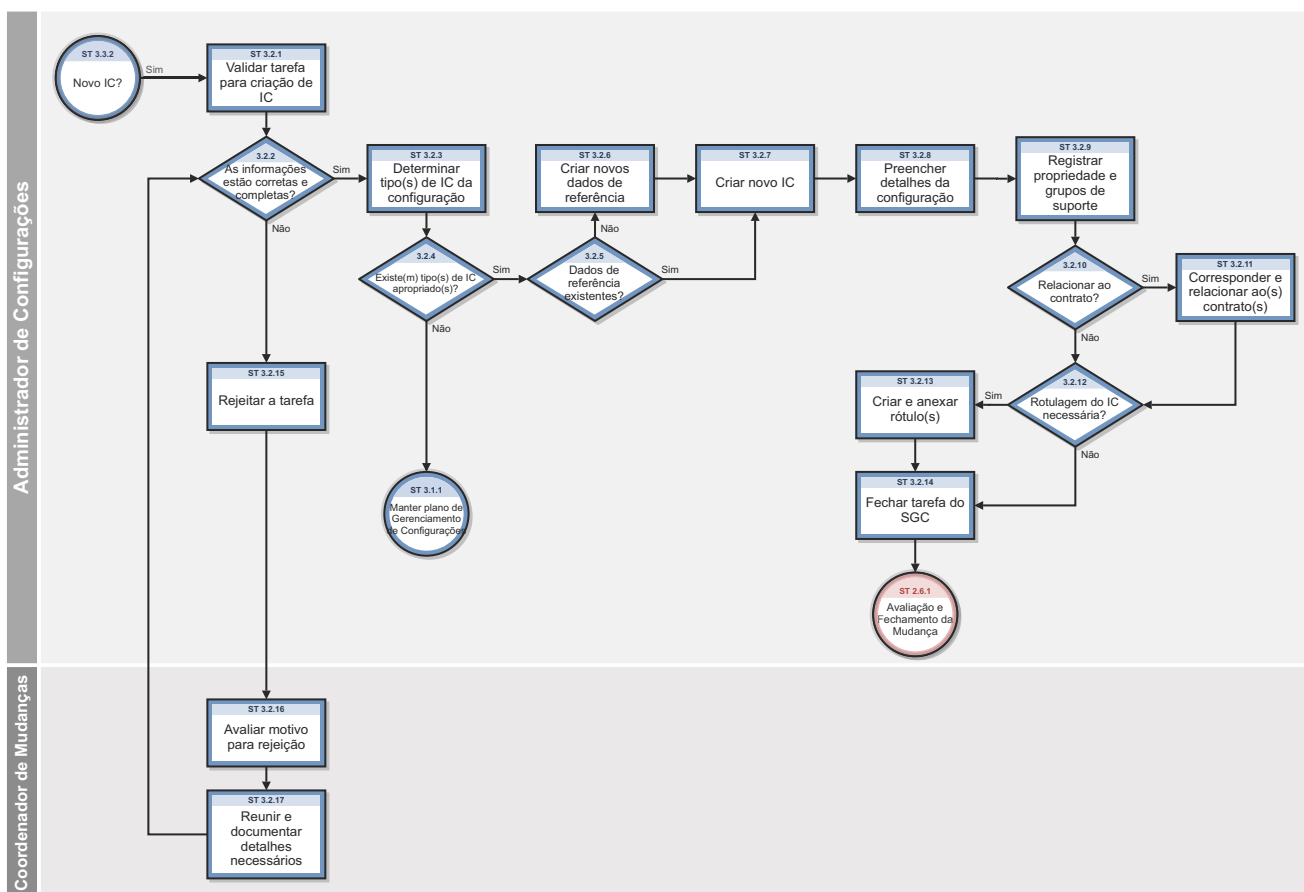 Administrador de Configurações
ST 3.3.2
Novo IC?
Sim
ST 3.2.1
Validar tarefa
para criação de
IC
3.2.2
As informações
estão corretas e
completas?
Sim
Não
ST 3.2.3
Determinar
tipo(s) de IC da
configuração
3.2.4
Existe(m) tipo(s) de IC
apropriado(s)?
Sim
Não
3.2.5
Dados de
referência
existentes?
Não
Sim
ST 3.2.6
Criar novos
dados de
referência
ST 3.2.7
Criar novo IC
ST 3.2.8
Preencher
detalhes da
configuração
ST 3.2.9
Registrar
propriedade e
grupos de
suporte
3.2.10
Relacionar ao
contrato?
Sim
Não
ST 3.2.11
Corresponder e
relacionar ao(s)
contrato(s)
3.2.12
Rotulagem do IC
necessária?
Sim
Não
ST 3.2.13
Criar e anexar
rótulo(s)
ST 3.2.14
Fechar tarefa do
SGC
ST 2.6.1
Avaliação e
Fechamento da
Mudança
ST 3.2.15
Rejeitar a tarefa
ST 3.1.1
Manter plano de
Gerenciamento
de Configurações
Coordenador de Mudanças
ST 3.2.16
Avaliar motivo
para rejeição
ST 3.2.17
Reunir e
documentar
detalhes
necessários